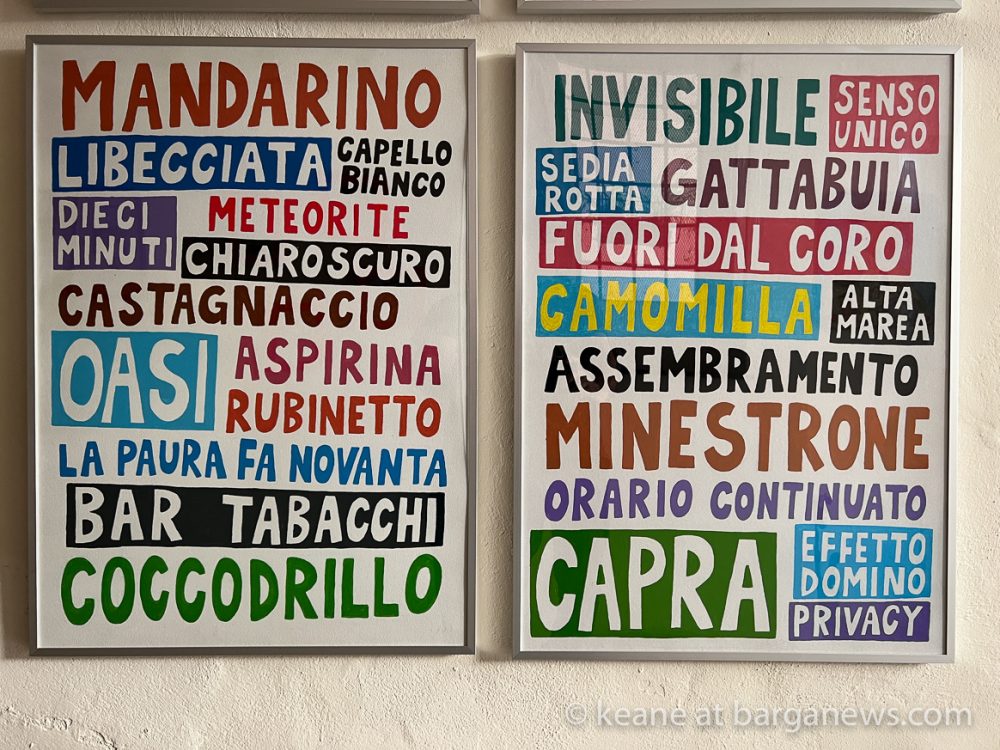 MANDARINO
LIBECCIATA
CAPELLO
BIANCO
DIECI
MINUTI
METEORITE
CHIAROSCURO
CASTAGNACCIO
OASI
ASPIRINA
RUBINETTO
LA PAURA FA NOVANTA
BAR TABACCHI
COCCODRILLO
INVISIBILE
SENSO
UNICO
SEDIA
ROTTA
GATTABUIA
FUORI DAL CORO
CAMOMILLA
ALTA
MAREA
ASSEMBRAMENTO
MINESTRONE
ORARIO CONTINUATO
CAPRA
EFFETTO
DOMINO
PRIVACY
© keane at barganews.com